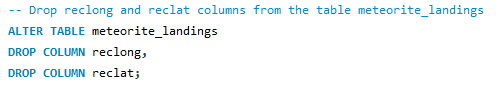 -- Drop reclong and reclat columns from the table meteorite_landings
ALTER TABLE meteorite_landings
DROP COLUMN reclong,
DROP COLUMN reclat;